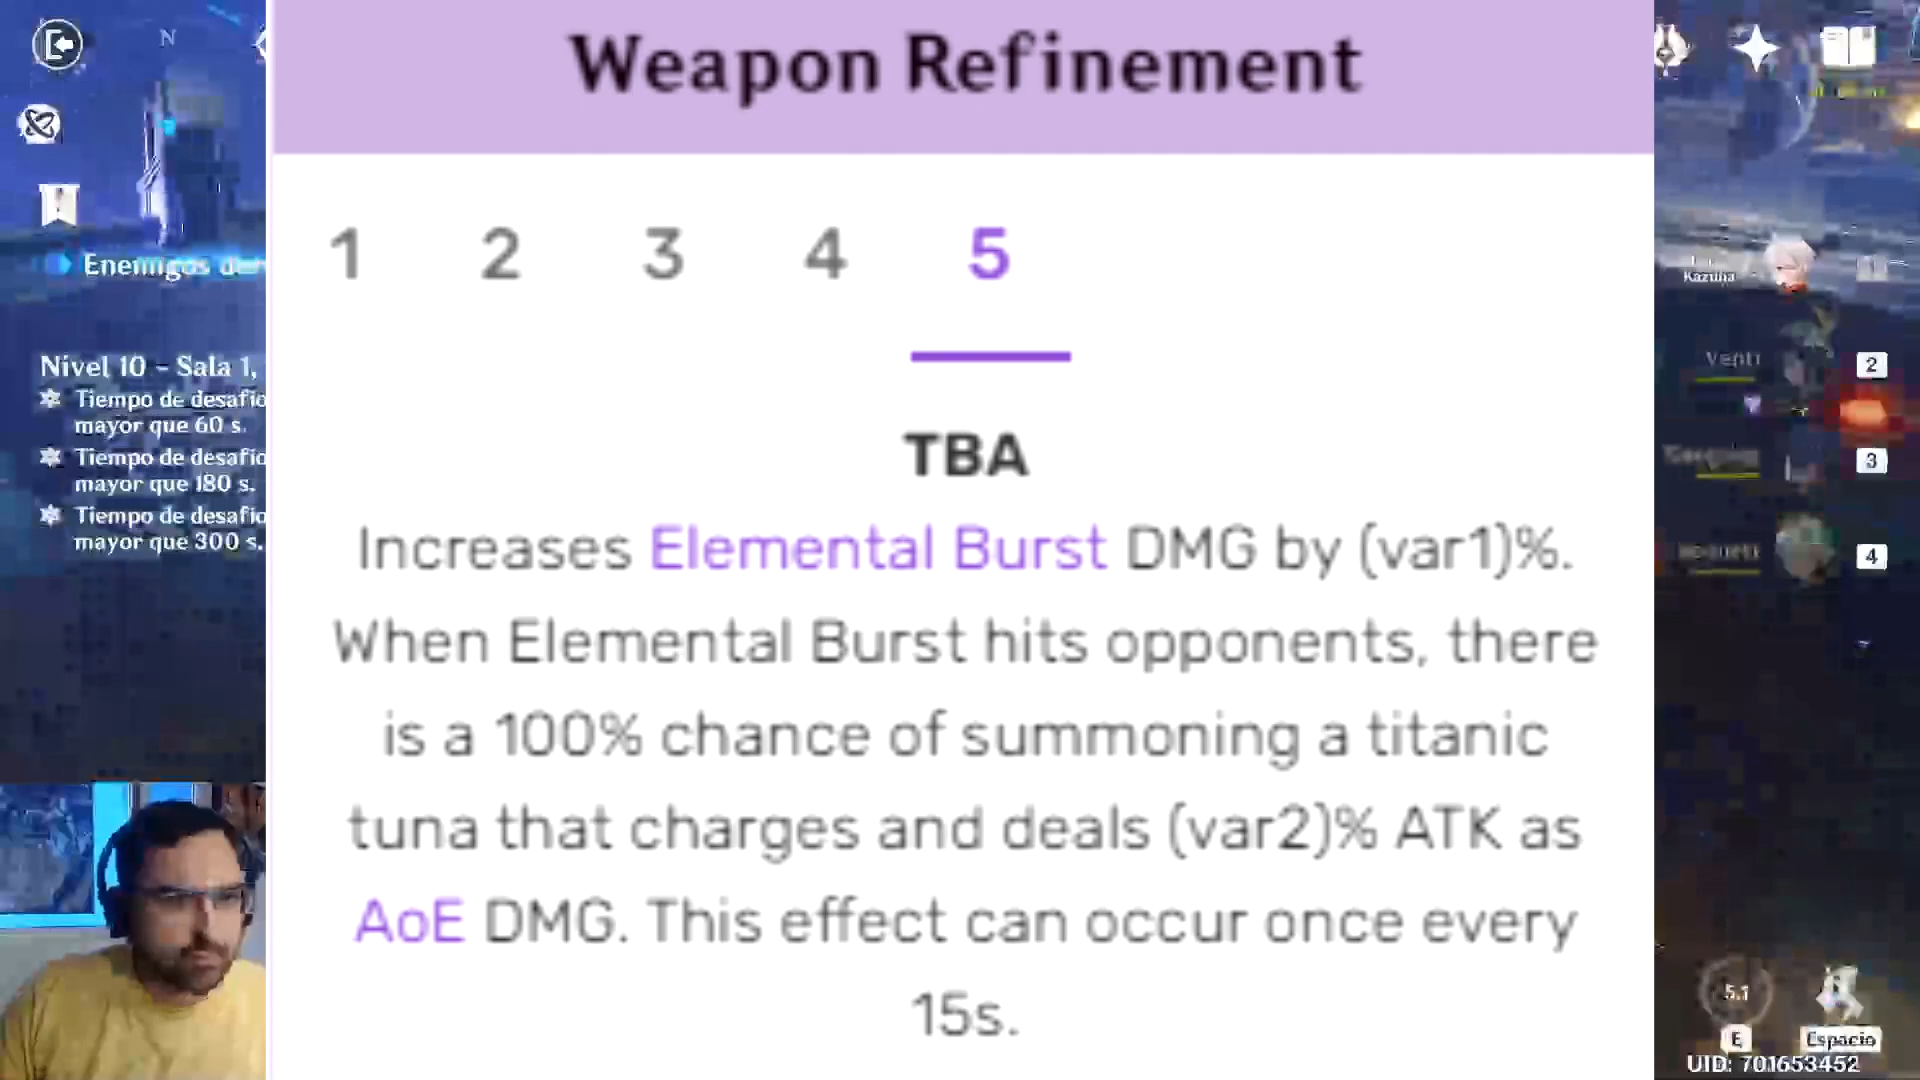 N
Weapon Refinement
1 2 3 4 5
TBA
Increases Elemental Burst DMG by (var1)%.
When Elemental Burst hits opponents, there
is a 100% chance of summoning a titanic
tuna that charges and deals (var2)% ATK as
AoE DMG. This effect can occur once every
15s.
Enemigos
Nivel 10 - Sala 1,
Tiempo de desafío
mayor que 60 s.
Tiempo de desafío
mayor que 180 s.
Tiempo de desafío
mayor que 300 s.
Kazuha
Venti
2
3
4
5.1
E
Espacio
UID: 701653452